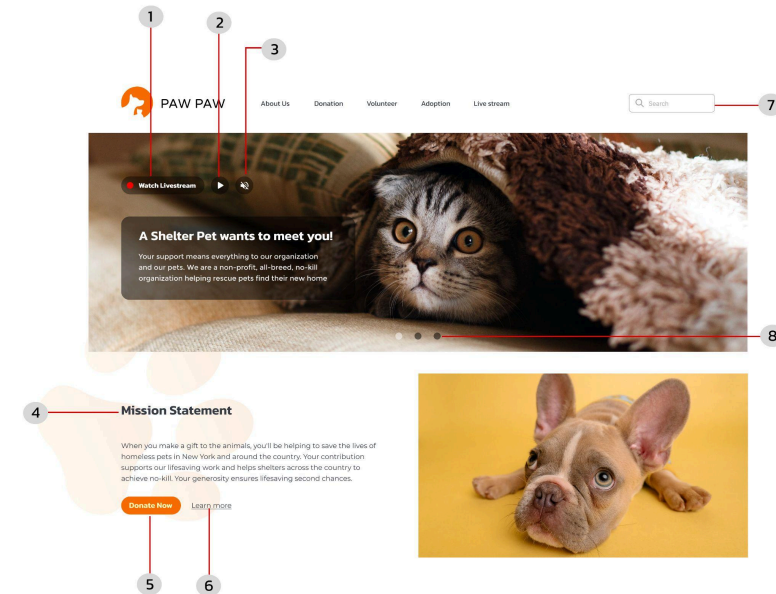 1
2
3
PAW PAW
About Us Donation Volunteer Adoption Live stream
Search
7
Watch Livestream
A Shelter Pet wants to meet you!
Your support means everything to our organization
and our pets. We are a non-profit, all-breed, no-kill
organization helping rescue pets find their new home
8
4
Mission Statement
When you make a gift to the animals, you'll be helping to save the lives of
homeless pets in New York and around the country. Your contribution
supports our lifesaving work and helps shelters across the country to
achieve no-kill. Your generosity ensures lifesaving second chances.
Donate Now Learn more
5
6